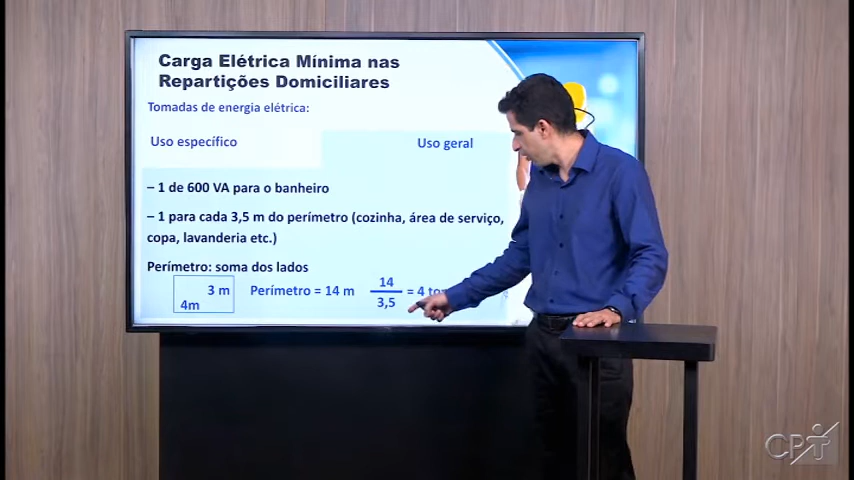 Carga Elétrica Mínima nas
Repartições Domiciliares
Tomadas de energia elétrica:
Uso específico
Uso geral
– 1 de 600 VA para o banheiro
– 1 para cada 3,5 m do perímetro (cozinha, área de serviço,
copa, lavanderia etc.)
Perímetro: soma dos lados
3 m
4m
Perímetro = 14 m
14
3,5
= 4
CPT